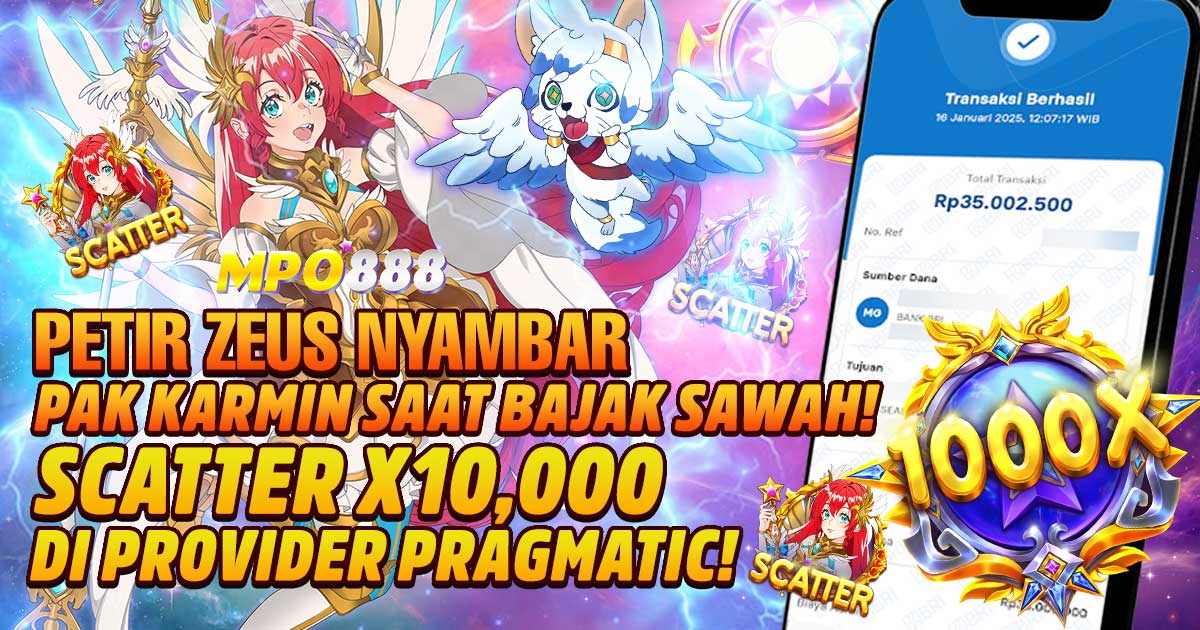 SCATTER
MPO888
PETIR ZEUS NYAMBAR
PAK KARMIN SAAT BAJAK SAWAH!
SCATTER X10,000
DI PROVIDER PRAGMATIC!
SCATTER
Transaksi Berhasil
16 Januari 2025, 12:07:17 WIB
Total Transaksi
Rp35.002.500
No. Ref
Sumber Dana
MG
BANK BRI
Tujuan
1000X
SCATTER